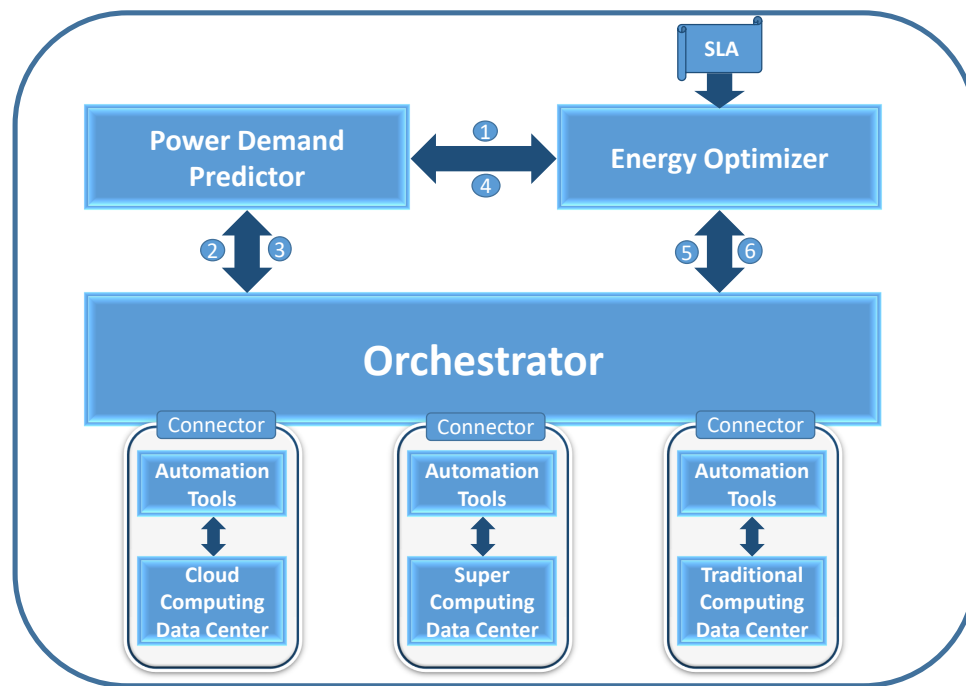 SLA
Power Demand
Predictor
1
4
Energy Optimizer
2
3
5
6
Orchestrator
Connector
Automation
Tools
Cloud
Computing
Data Center
Connector
Automation
Tools
Super
Computing
Data Center
Connector
Automation
Tools
Traditional
Computing
Data Center